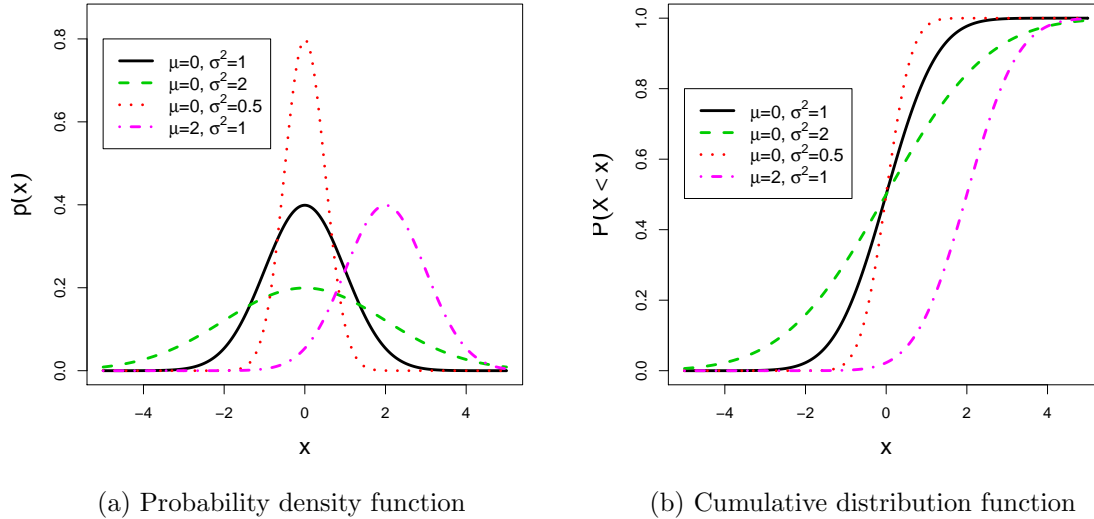 μ=0, σ²=1
μ=0, σ²=2
μ=0, σ²=0.5
μ=2, σ²=1
p(x)
0.0
0.2
0.4
0.6
0.8
−4
−2
0
2
4
x
(a) Probability density function
μ=0, σ²=1
μ=0, σ²=2
μ=0, σ²=0.5
μ=2, σ²=1
P(X < x)
0.0
0.2
0.4
0.6
0.8
1.0
−4
−2
0
2
4
x
(b) Cumulative distribution function